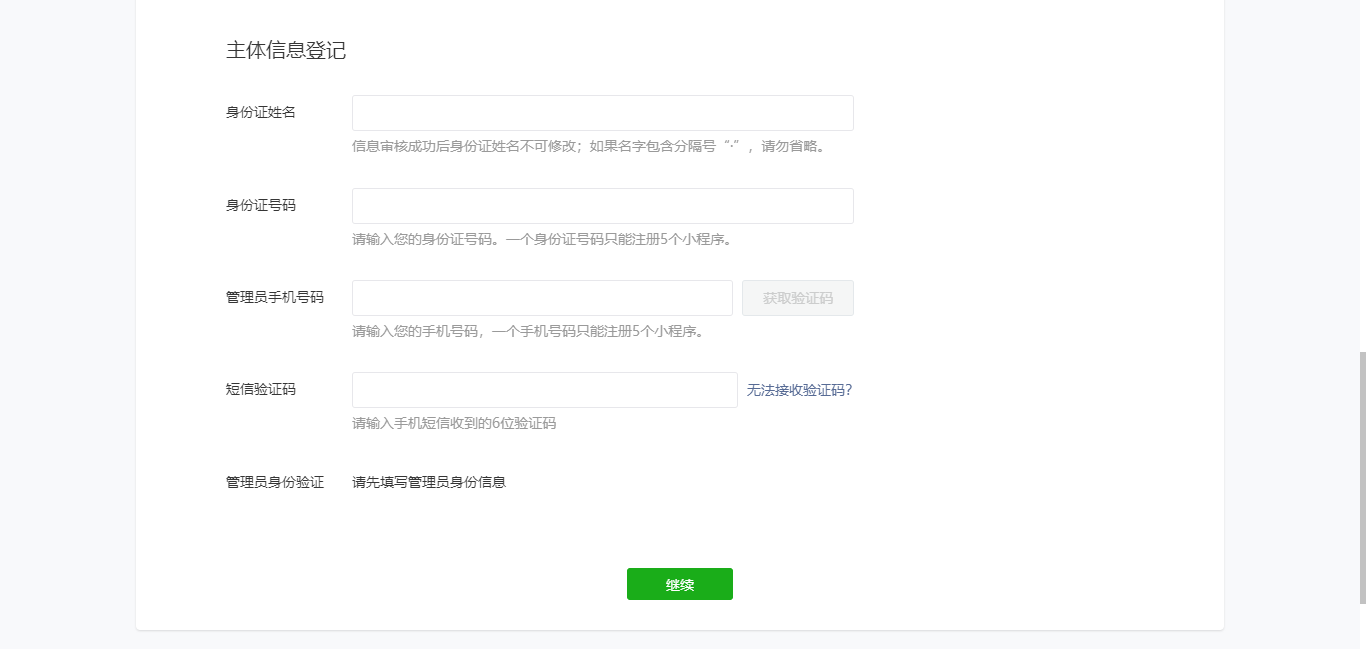 主体信息登记
身份证姓名
信息审核成功后身份证姓名不可修改；如果名字包含分隔号“·”，请勿省略。
身份证号码
请输入您的身份证号码。一个身份证号码只能注册5个小程序。
管理员手机号码
获取验证码
请输入您的手机号码，一个手机号码只能注册5个小程序。
短信验证码
无法接收验证码？
请输入手机短信收到的6位验证码
管理员身份验证 请先填写管理员身份信息
继续